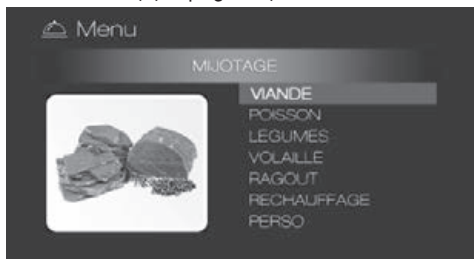 Menu
MIJOTAGE
VIANDE
POISSON
LEGUMES
VOLAILLE
RAGOUT
RECHAUFFAGE
PERSO